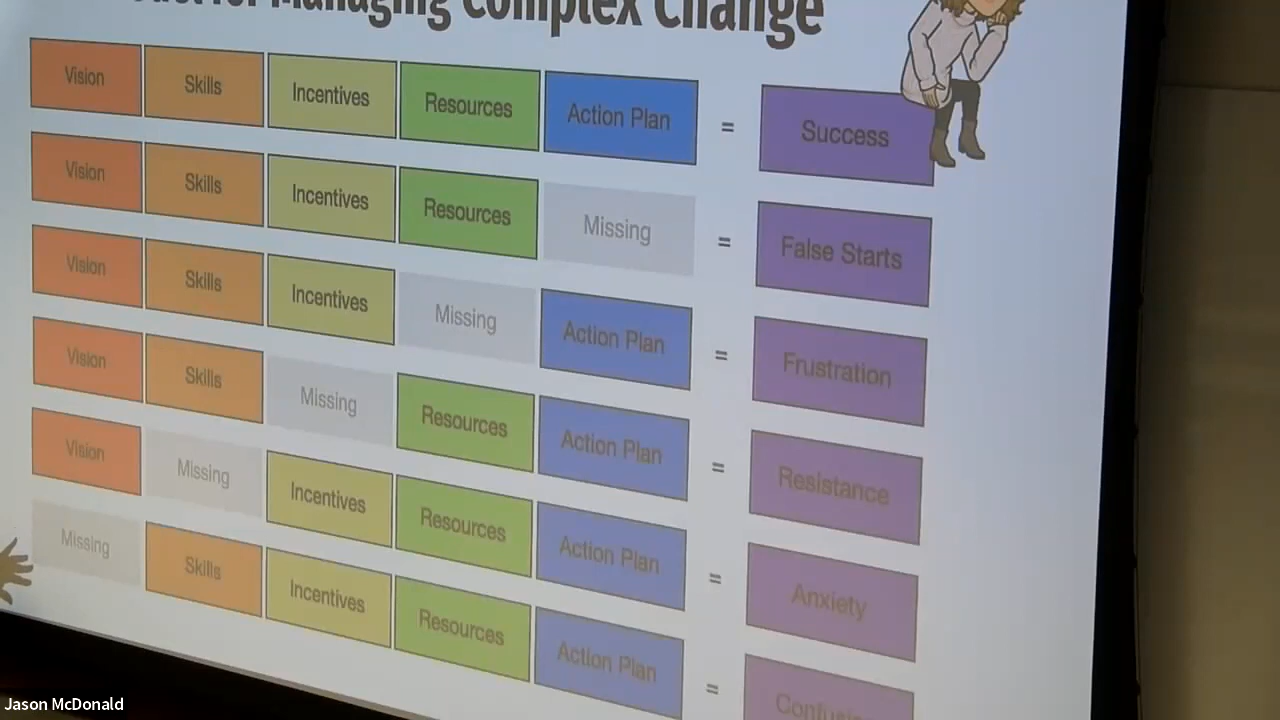 for Managing Complex Change
Vision Skills Incentives Resources Action Plan = Success
Vision Skills Incentives Resources Missing = False Starts
Vision Skills Incentives Missing Action Plan = Frustration
Vision Skills Missing Resources Action Plan = Resistance
Vision Missing Incentives Resources Action Plan = Anxiety
Missing Skills Incentives Resources Action Plan =
Jason McDonald